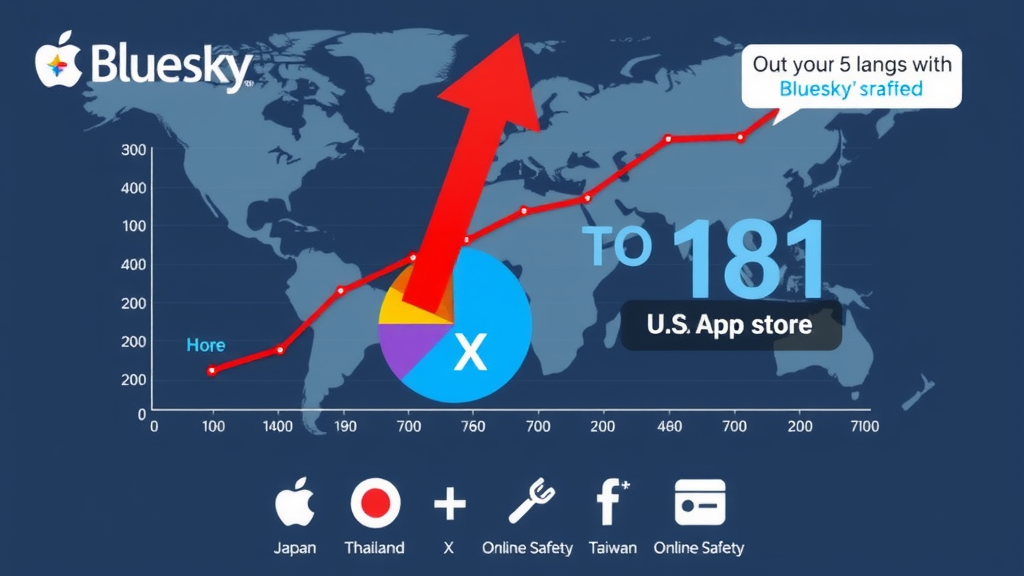 Bluesky
Out your 5 langs with
Bluesky' sraffed
300
400
100
400
200
200
200
0
Hore
TO 181
U.S. App store
X
0 100 1400 190 700 760 700 200 460 700 200 7100
Japan Thailand X Online Safety Taiwan Online Safety